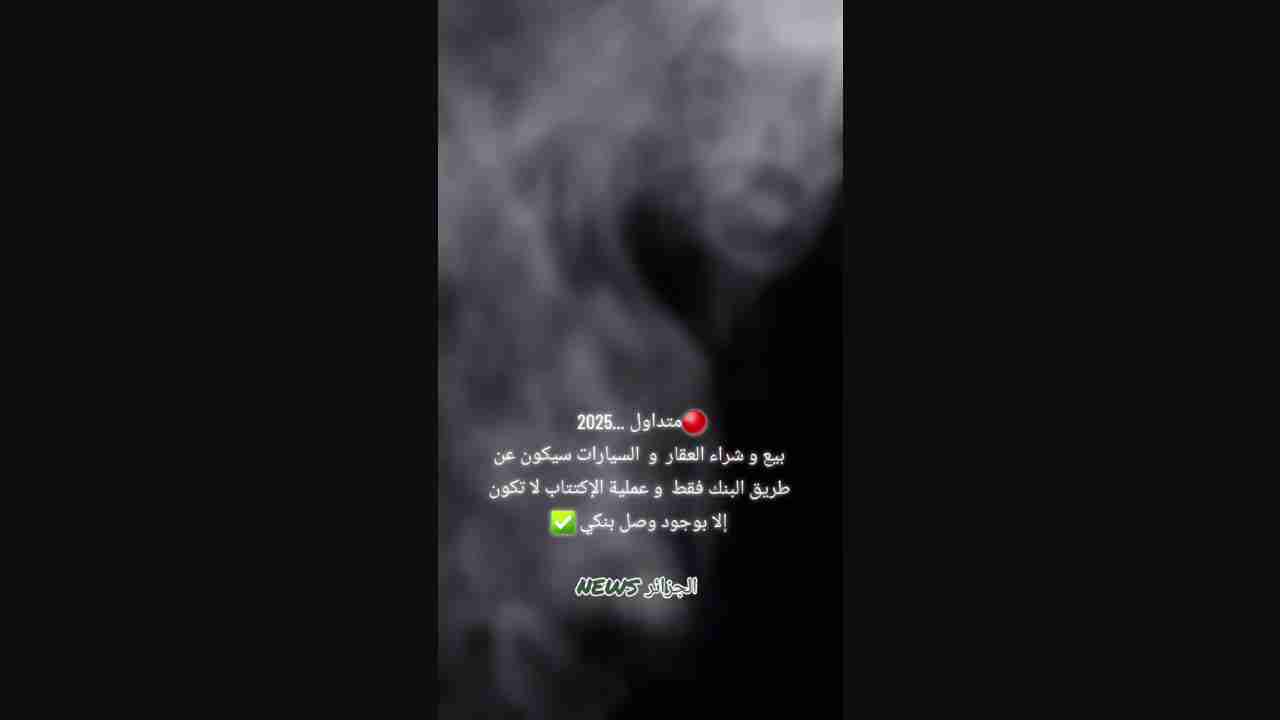 🔴متداول ...2025
بيع و شراء العقار و السيارات سيكون عن
طريق البنك فقط و عملية الإكتتاب لا تكون
إلا بوجود وصل بنكي ✅
الجزائر NEWS